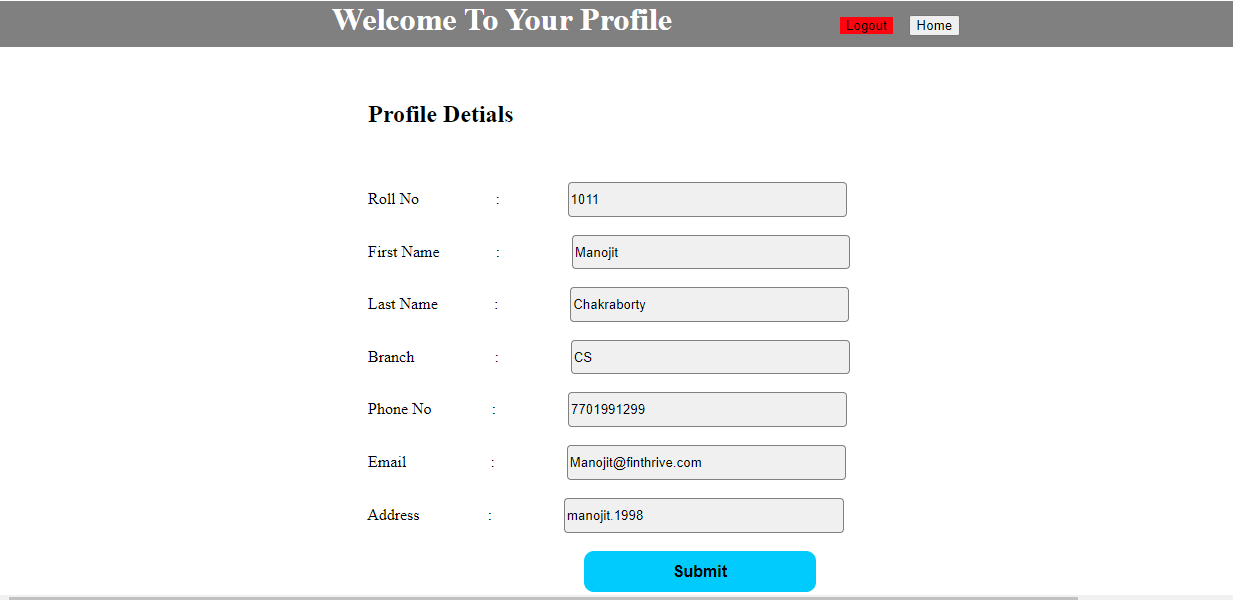 Welcome To Your Profile Logout Home
Profile Detials
Roll No : 1011
First Name : Manojit
Last Name : Chakraborty
Branch : CS
Phone No : 7701991299
Email : Manojit@finthrive.com
Address : manojit.1998
Submit